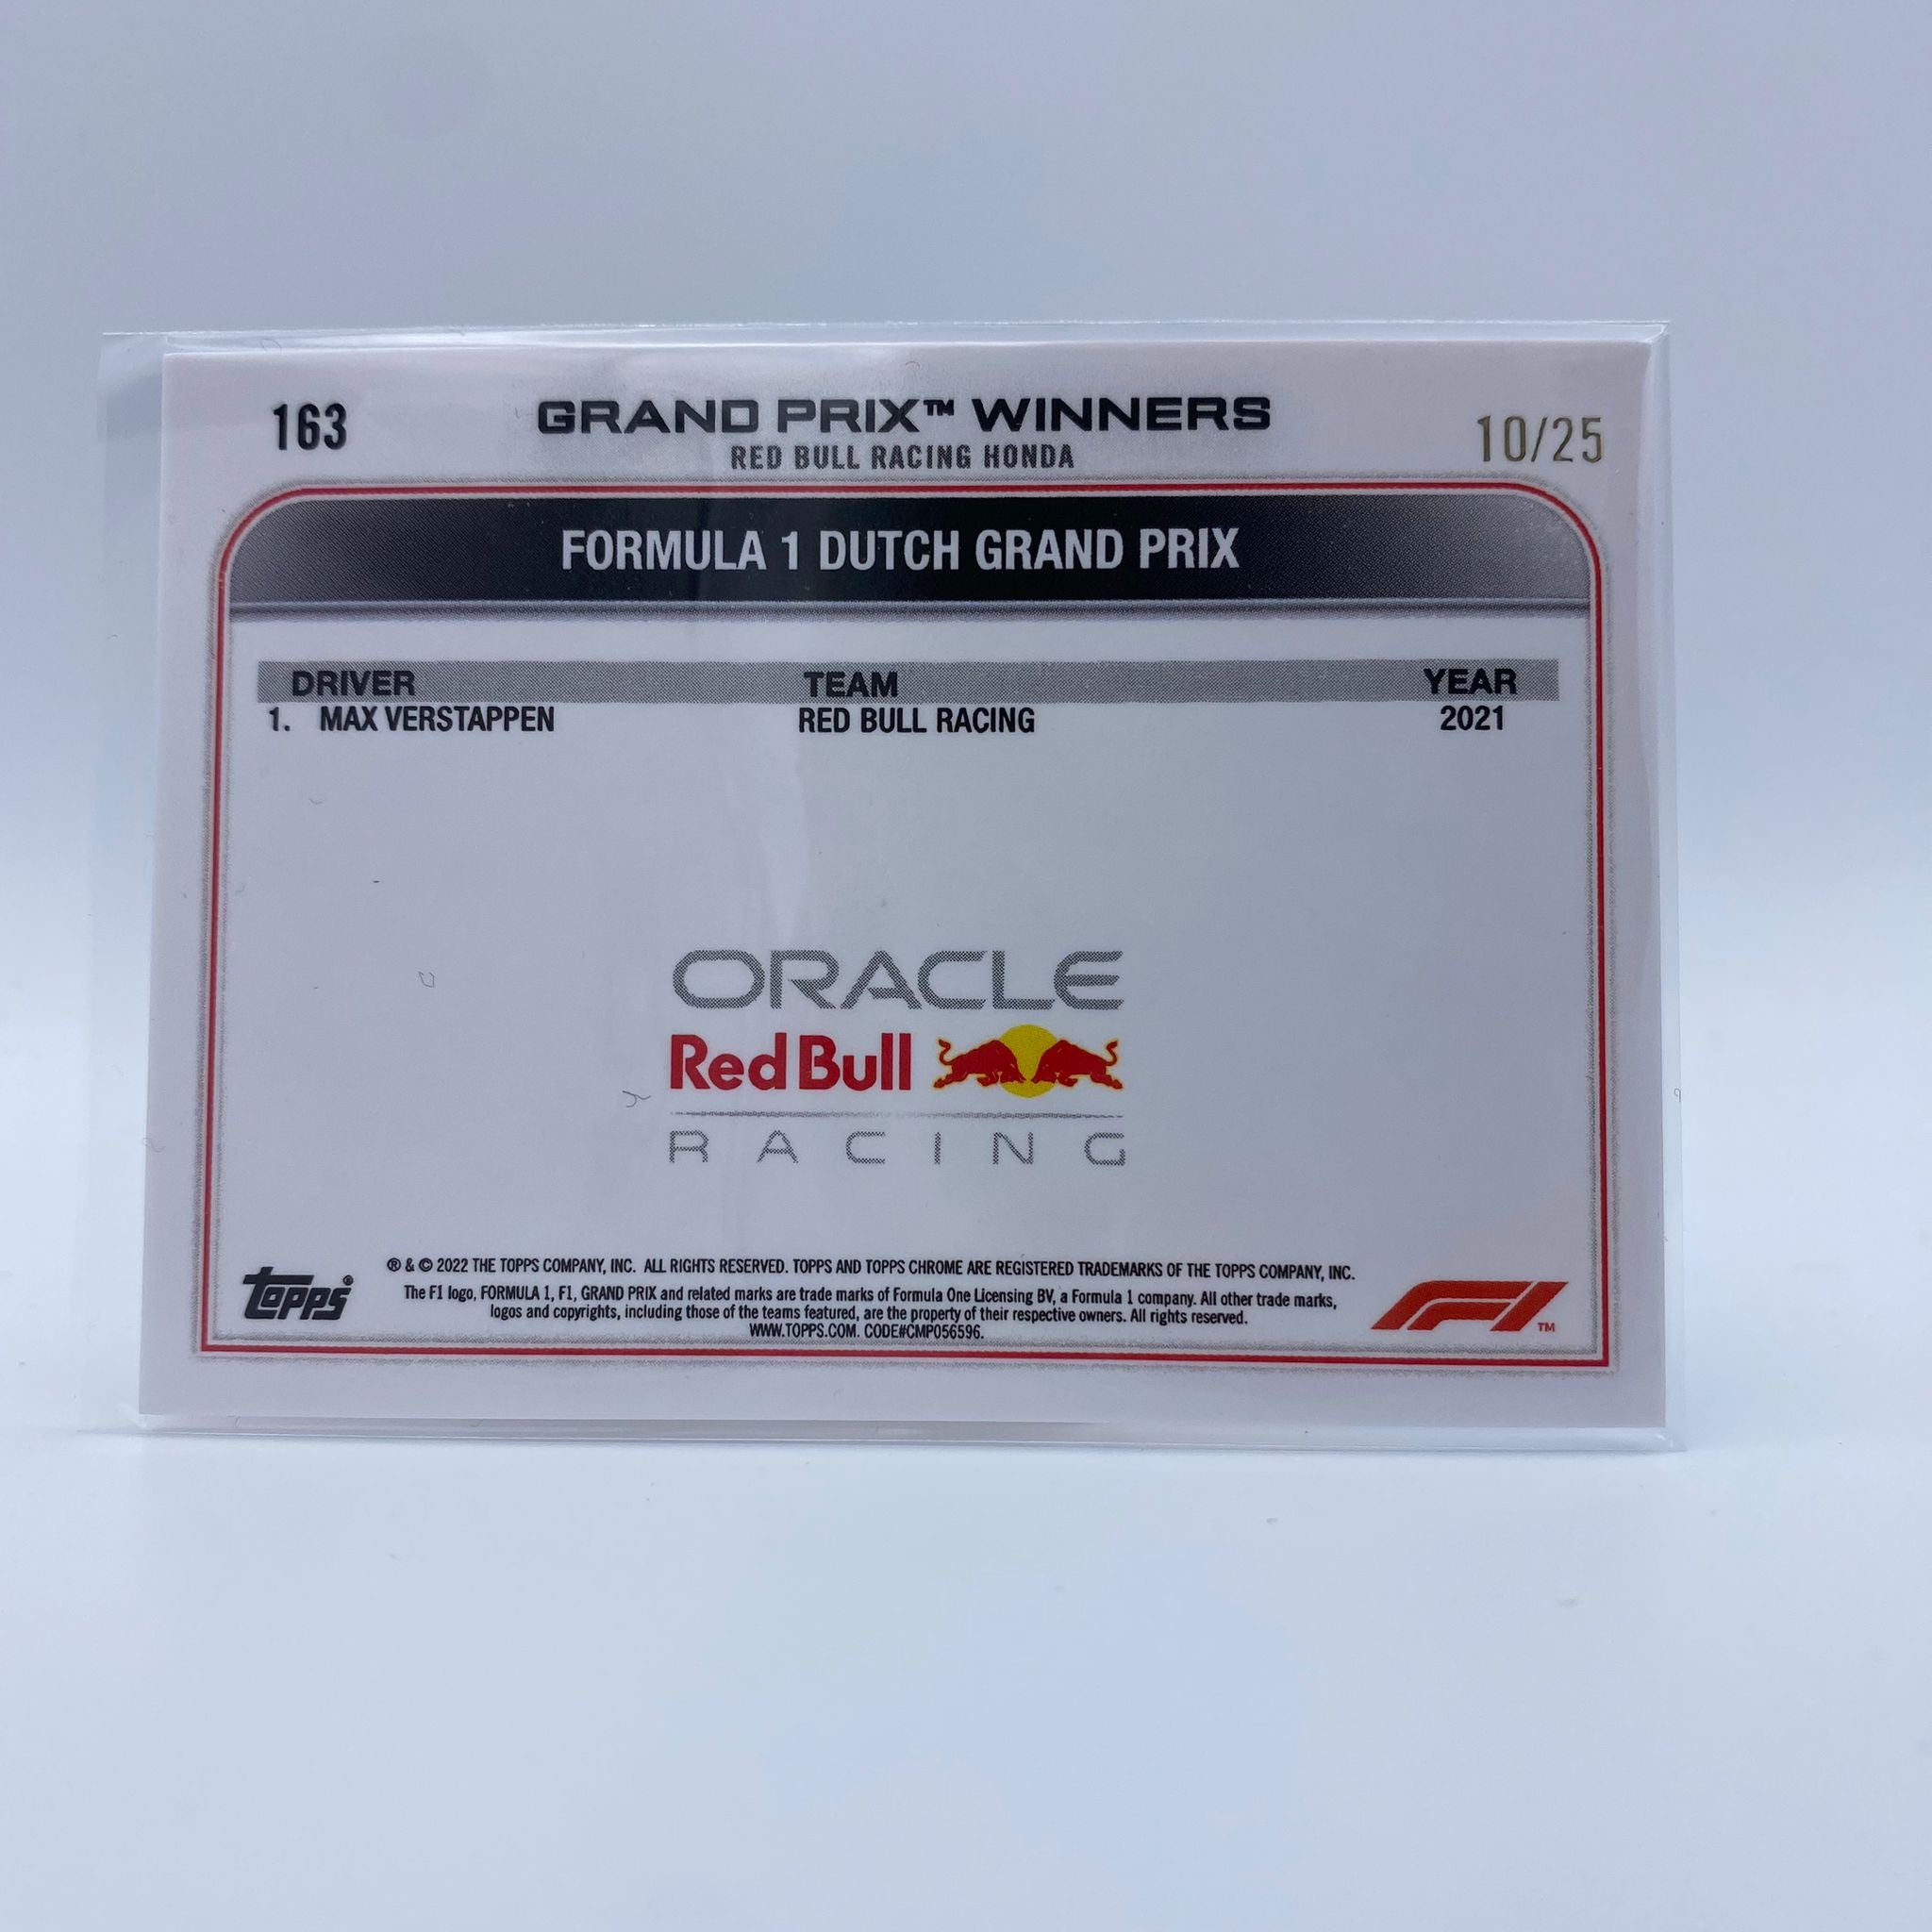 163
GRAND PRIX™ WINNERS
10/25
RED BULL RACING HONDA
FORMULA 1 DUTCH GRAND PRIX
DRIVER TEAM YEAR
1. MAX VERSTAPPEN RED BULL RACING 2021
ORACLE
Red Bull
RACING
® & © 2022 THE TOPPS COMPANY, INC. ALL RIGHTS RESERVED. TOPPS AND TOPPS CHROME ARE REGISTERED TRADEMARKS OF THE TOPPS COMPANY, INC.
The F1 logo, FORMULA 1, F1, GRAND PRIX and related marks are trade marks of Formula One Licensing BV, a Formula 1 company. All other trade marks,
logos and copyrights, including those of the teams featured, are the property of their respective owners. All rights reserved.
WWW.TOPPS.COM. CODE#CMP056596.
topps®
F1™